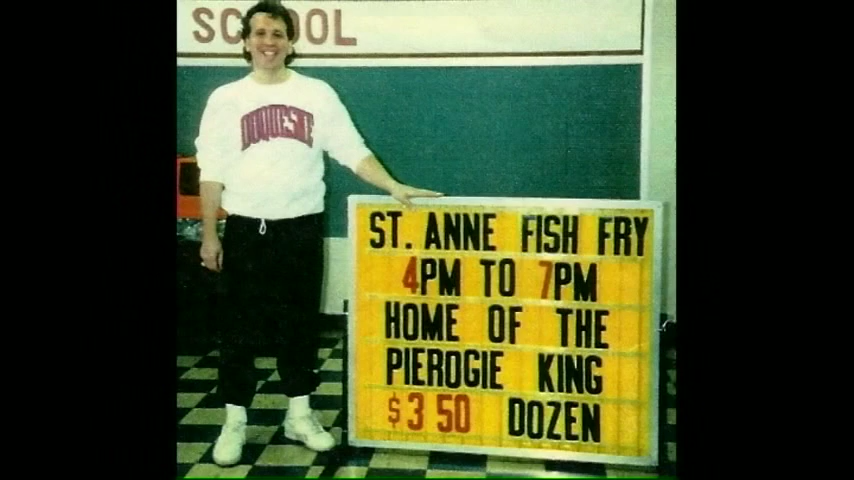 SCHOOL
DUQUESNE
ST. ANNE FISH FRY
4PM TO 7PM
HOME OF THE
PIEROGIE KING
$3 50 DOZEN